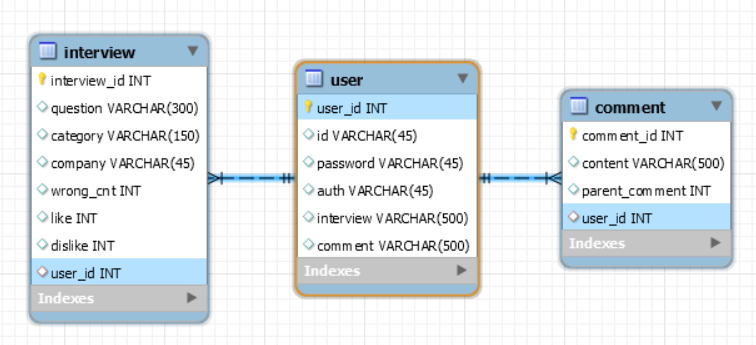 interview
interview_id INT
question VARCHAR(300)
category VARCHAR(150)
company VARCHAR(45)
wrong_cnt INT
like INT
dislike INT
user_id INT
Indexes
user
user_id INT
id VARCHAR(45)
password VARCHAR(45)
auth VARCHAR(45)
interview VARCHAR(500)
comment VARCHAR(500)
Indexes
comment
comment_id INT
content VARCHAR(500)
parent_comment INT
user_id INT
Indexes